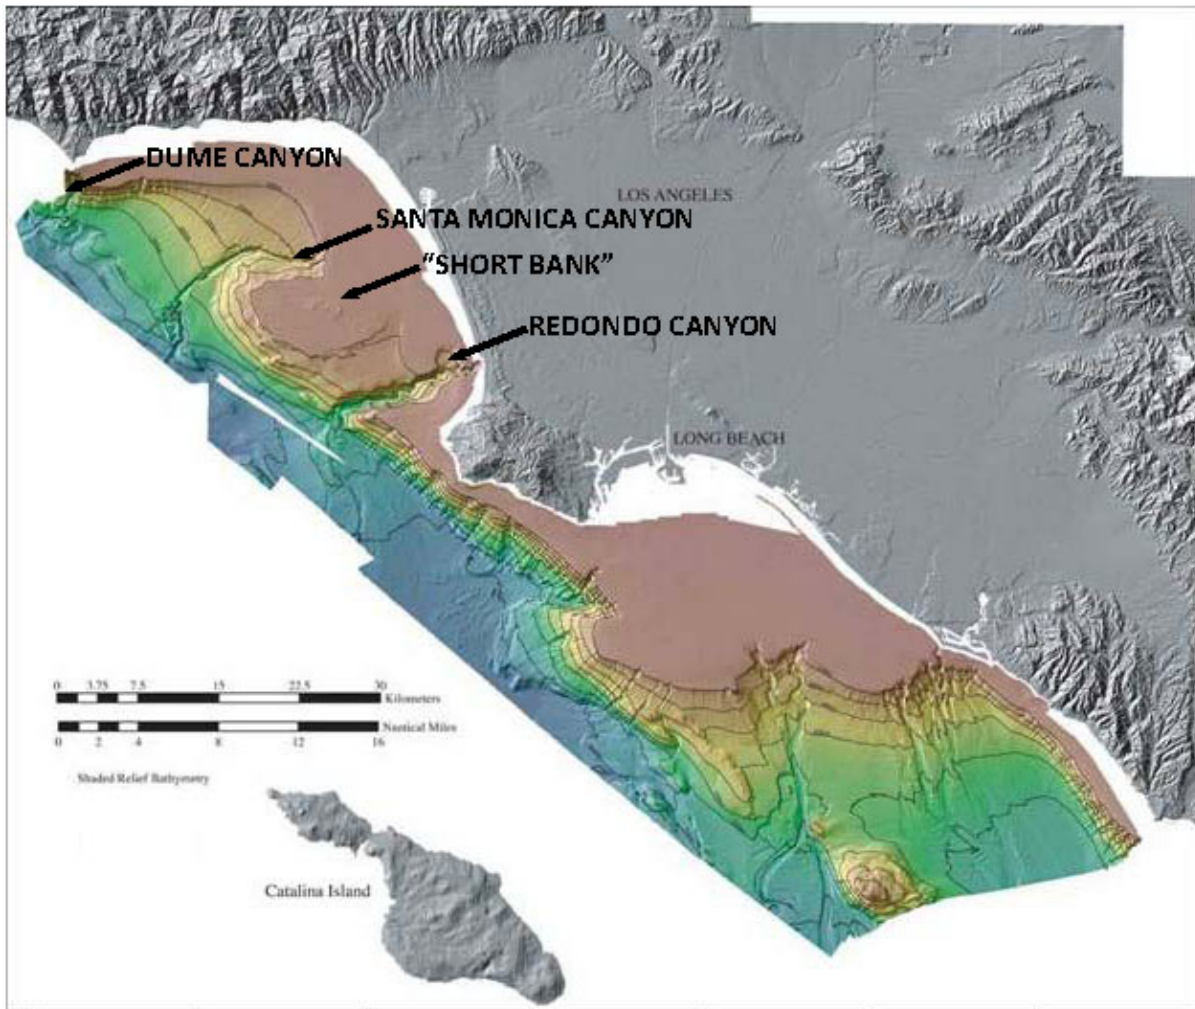 DUME CANYON
LOS ANGELES
SANTA MONICA CANYON
“SHORT BANK”
REDONDO CANYON
LONG BEACH
0 3.75 7.5 15 22.5 30
Kilometers
Nautical Miles
0 2 4 8 12 16
Shaded Relief Bathymetry
Catalina Island